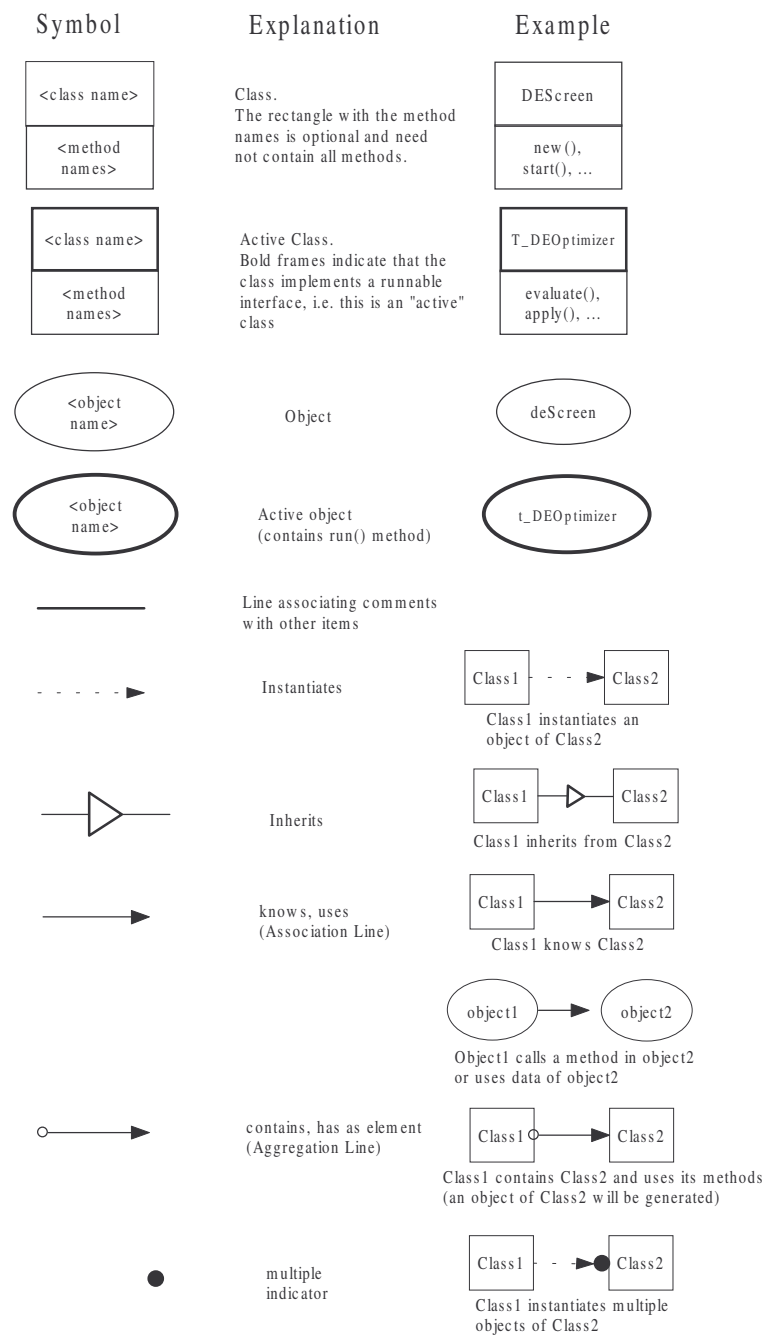 Symbol Explanation Example
<class name>
<method
names>
Class.
The rectangle with the method
names is optional and need
not contain all methods.
DEScreen
new(),
start(), ...
<class name>
<method
names>
Active Class.
Bold frames indicate that the
class implements a runnable
interface, i.e. this is an "active"
class
T_DEOptimizer
evaluate(),
apply(), ...
<object
name>
Object
deScreen
<object
name>
Active object
(contains run() method)
t_DEOptimizer
Line associating comments
with other items
Instantiates
Class1 Class2
Class1 instantiates an
object of Class2
Inherits
Class1 Class2
Class1 inherits from Class2
knows, uses
(Association Line)
Class1 Class2
Class1 knows Class2
object1 object2
Object1 calls a method in object2
or uses data of object2
contains, has as element
(Aggregation Line)
Class1 Class2
Class1 contains Class2 and uses its methods
(an object of Class2 will be generated)
multiple
indicator
Class1 Class2
Class1 instantiates multiple
objects of Class2